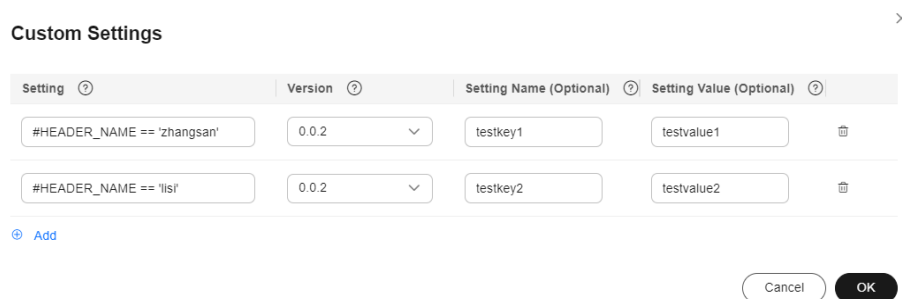 Custom Settings
Setting Version Setting Name (Optional) Setting Value (Optional)
#HEADER_NAME == 'zhangsan' 0.0.2 testkey1 testvalue1
#HEADER_NAME == 'lisi' 0.0.2 testkey2 testvalue2
Add
Cancel OK